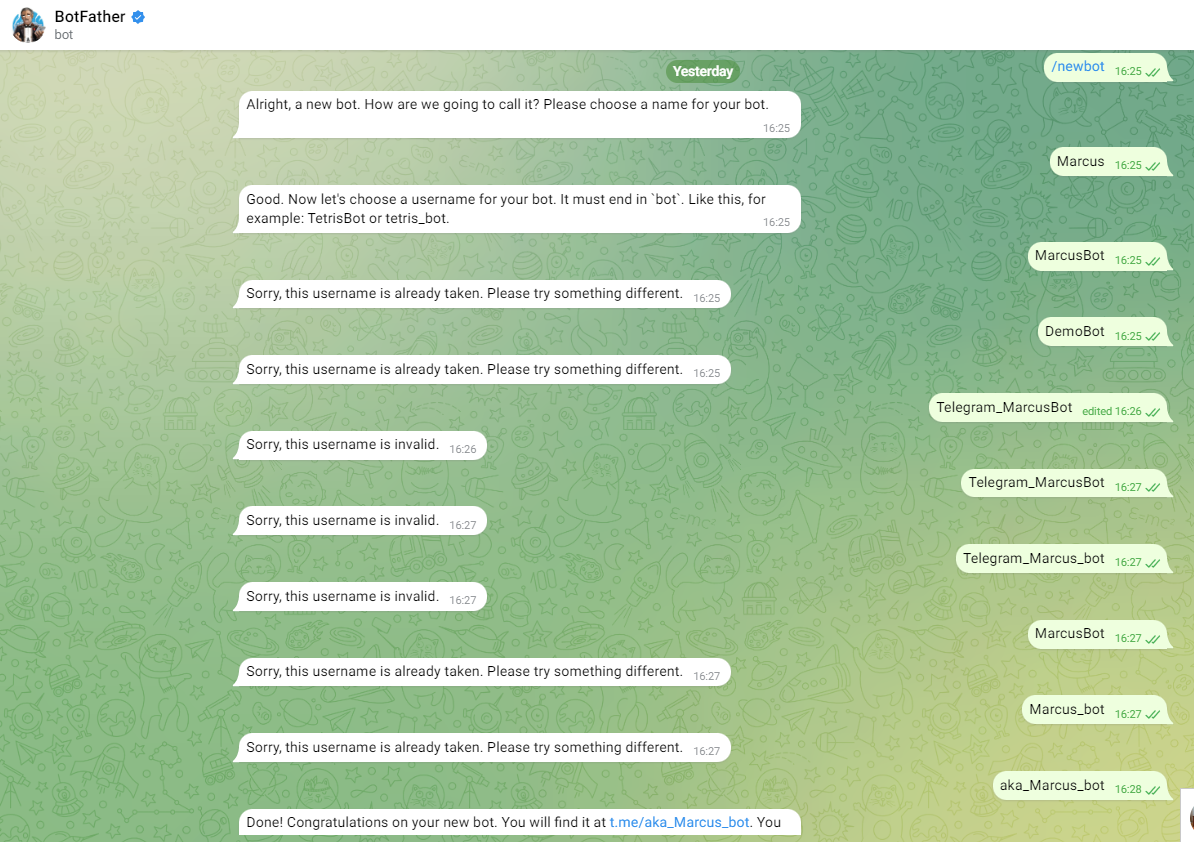 BotFather
bot
Yesterday
/newbot 16:25
Alright, a new bot. How are we going to call it? Please choose a name for your bot.
16:25
Marcus 16:25
Good. Now let's choose a username for your bot. It must end in `bot`. Like this, for
example: TetrisBot or tetris_bot.
16:25
MarcusBot 16:25
Sorry, this username is already taken. Please try something different. 16:25
DemoBot 16:25
Sorry, this username is already taken. Please try something different. 16:25
Telegram_MarcusBot edited 16:26
Sorry, this username is invalid. 16:26
Telegram_MarcusBot 16:27
Sorry, this username is invalid. 16:27
Telegram_Marcus_bot 16:27
Sorry, this username is invalid. 16:27
MarcusBot 16:27
Sorry, this username is already taken. Please try something different. 16:27
Marcus_bot 16:27
Sorry, this username is already taken. Please try something different. 16:27
aka_Marcus_bot 16:28
Done! Congratulations on your new bot. You will find it at t.me/aka_Marcus_bot. You